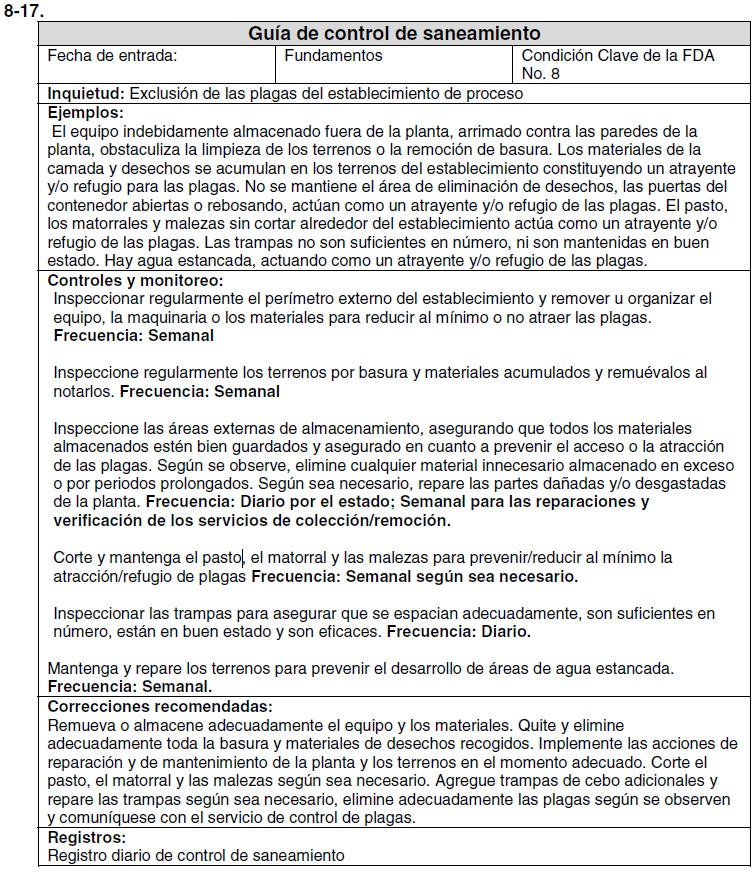 8-17.
Guía de control de saneamiento
Fecha de entrada:
Fundamentos
Condición Clave de la FDA
No. 8
Inquietud: Exclusión de las plagas del establecimiento de proceso
Ejemplos:
El equipo indebidamente almacenado fuera de la planta, arrimado contra las paredes de la
planta, obstaculiza la limpieza de los terrenos o la remoción de basura. Los materiales de la
camada y desechos se acumulan en los terrenos del establecimiento constituyendo un atrayente
y/o refugio para las plagas. No se mantiene el área de eliminación de desechos, las puertas del
contenedor abiertas o rebosando, actúan como un atrayente y/o refugio de las plagas. El pasto,
los matorrales y malezas sin cortar alrededor del establecimiento actúa como un atrayente y/o
refugio de las plagas. Las trampas no son suficientes en número, ni son mantenidas en buen
estado. Hay agua estancada, actuando como un atrayente y/o refugio de las plagas.
Controles y monitoreo:
Inspeccionar regularmente el perímetro externo del establecimiento y remover u organizar el
equipo, la maquinaria o los materiales para reducir al mínimo o no atraer las plagas.
Frecuencia: Semanal
Inspeccione regularmente los terrenos por basura y materiales acumulados y remuévalos al
notarlos. Frecuencia: Semanal
Inspeccione las áreas externas de almacenamiento, asegurando que todos los materiales
almacenados estén bien guardados y asegurado en cuanto a prevenir el acceso o la atracción
de las plagas. Según se observe, elimine cualquier material innecesario almacenado en exceso
o por periodos prolongados. Según sea necesario, repare las partes dañadas y/o desgastadas
de la planta. Frecuencia: Diario por el estado; Semanal para las reparaciones y
verificación de los servicios de colección/remoción.
Corte y mantenga el pasto, el matorral y las malezas para prevenir/reducir al mínimo la
atracción/refugio de plagas Frecuencia: Semanal según sea necesario.
Inspeccionar las trampas para asegurar que se espacian adecuadamente, son suficientes en
número, están en buen estado y son eficaces. Frecuencia: Diario.
Mantenga y repare los terrenos para prevenir el desarrollo de áreas de agua estancada.
Frecuencia: Semanal.
Correcciones recomendadas:
Remueva o almacene adecuadamente el equipo y los materiales. Quite y elimine
adecuadamente toda la basura y materiales de desechos recogidos. Implemente las acciones de
reparación y de mantenimiento de la planta y los terrenos en el momento adecuado. Corte el
pasto, el matorral y las malezas según sea necesario. Agregue trampas de cebo adicionales y
repare las trampas según sea necesario, elimine adecuadamente las plagas según se observen
y comuníquese con el servicio de control de plagas.
Registros:
Registro diario de control de saneamiento